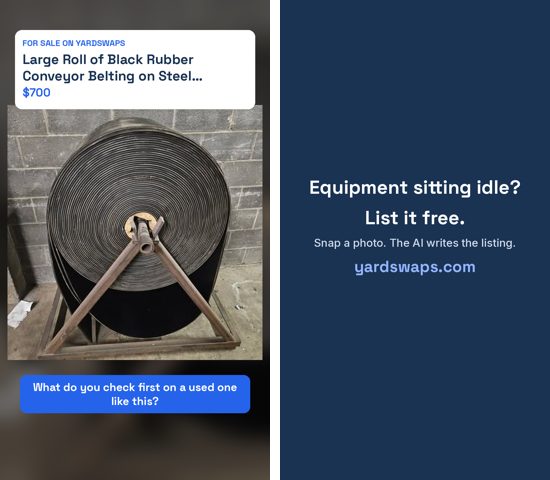 FOR SALE ON YARDSWAPS
Large Roll of Black Rubber
Conveyor Belting on Steel...
$700
What do you check first on a used one
like this?
Equipment sitting idle?
List it free.
Snap a photo. The AI writes the listing.
yardswaps.com